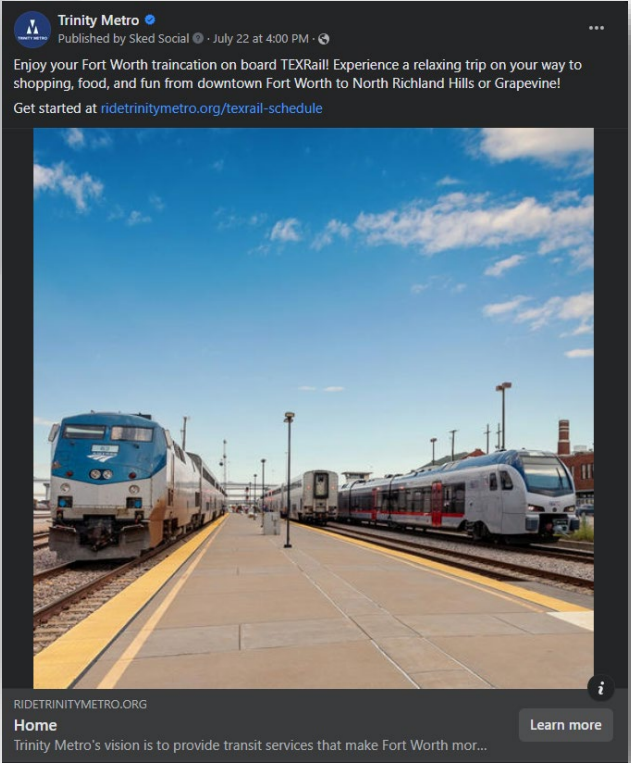 Trinity Metro
Published by Sked Social · July 22 at 4:00 PM ·
Enjoy your Fort Worth traincation on board TEXRail! Experience a relaxing trip on your way to
shopping, food, and fun from downtown Fort Worth to North Richland Hills or Grapevine!
Get started at ridetrinitymetro.org/texrail-schedule
RIDETRINITYMETRO.ORG
Home
Trinity Metro's vision is to provide transit services that make Fort Worth mor...
Learn more
TRINITY METRO